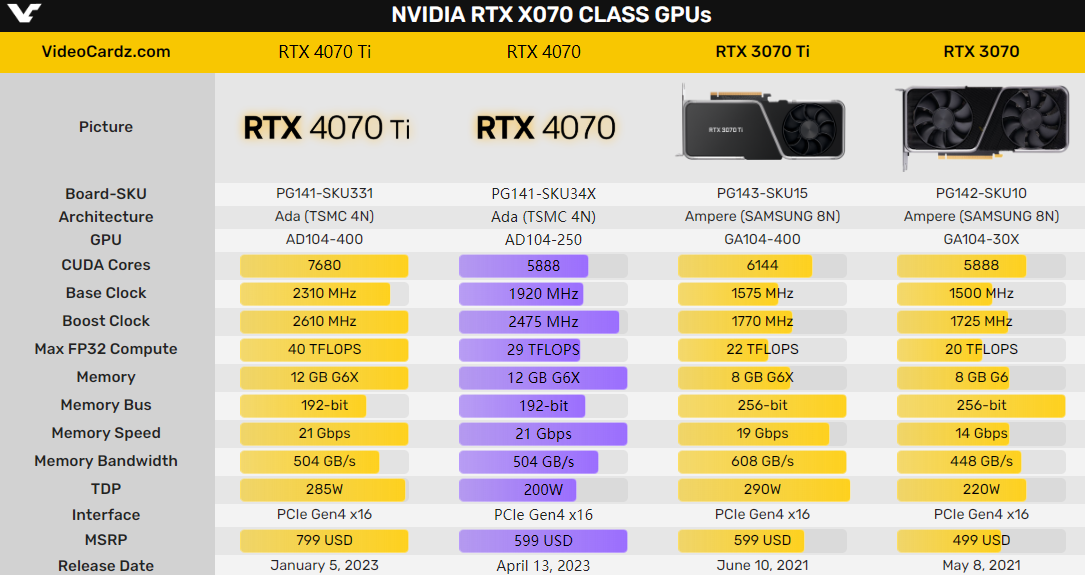 NVIDIA RTX X070 CLASS GPUs
VideoCardz.com RTX 4070 Ti RTX 4070 RTX 3070 Ti RTX 3070
Picture RTX 4070 Ti RTX 4070 RTX 3070 Ti
Board-SKU PG141-SKU331 PG141-SKU34X PG143-SKU15 PG142-SKU10
Architecture Ada (TSMC 4N) Ada (TSMC 4N) Ampere (SAMSUNG 8N) Ampere (SAMSUNG 8N)
GPU AD104-400 AD104-250 GA104-400 GA104-30X
CUDA Cores 7680 5888 6144 5888
Base Clock 2310 MHz 1920 MHz 1575 MHz 1500 MHz
Boost Clock 2610 MHz 2475 MHz 1770 MHz 1725 MHz
Max FP32 Compute 40 TFLOPS 29 TFLOPS 22 TFLOPS 20 TFLOPS
Memory 12 GB G6X 12 GB G6X 8 GB G6X 8 GB G6
Memory Bus 192-bit 192-bit 256-bit 256-bit
Memory Speed 21 Gbps 21 Gbps 19 Gbps 14 Gbps
Memory Bandwidth 504 GB/s 504 GB/s 608 GB/s 448 GB/s
TDP 285W 200W 290W 220W
Interface PCIe Gen4 x16 PCIe Gen4 x16 PCIe Gen4 x16 PCIe Gen4 x16
MSRP 799 USD 599 USD 599 USD 499 USD
Release Date January 5, 2023 April 13, 2023 June 10, 2021 May 8, 2021